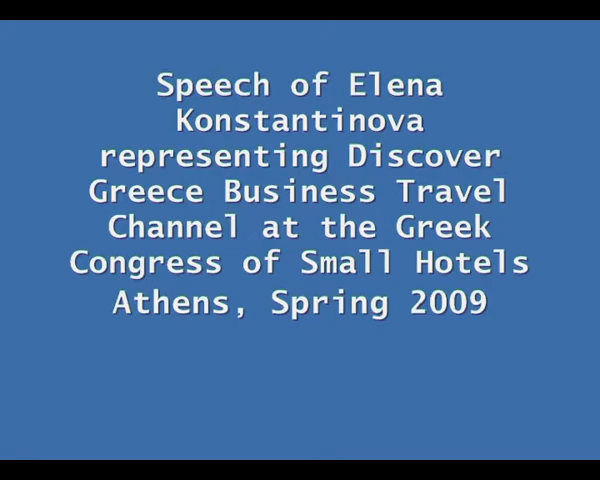 Speech of Elena
Konstantinova
representing Discover
Greece Business Travel
Channel at the Greek
Congress of Small Hotels
Athens, Spring 2009